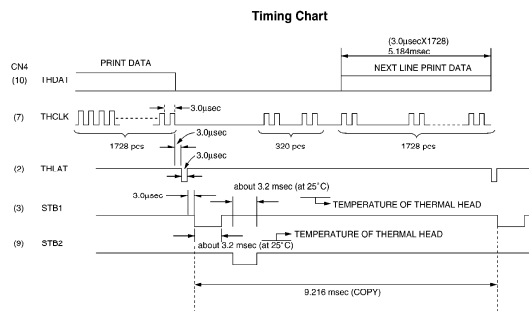 Timing Chart
(3.0μsecX1728)
5.184msec
CN4
PRINT DATA
NEXT LINE PRINT DATA
(10) THDAT
3.0μsec
(7) THCLK
1728 pcs
320 pcs
1728 pcs
3.0μsec
3.0μsec
(2) THLAT
3.0μsec
about 3.2 msec (at 25°C)
TEMPERATURE OF THERMAL HEAD
(3) STB1
TEMPERATURE OF THERMAL HEAD
about 3.2 msec (at 25°C)
(9) STB2
9.216 msec (COPY)